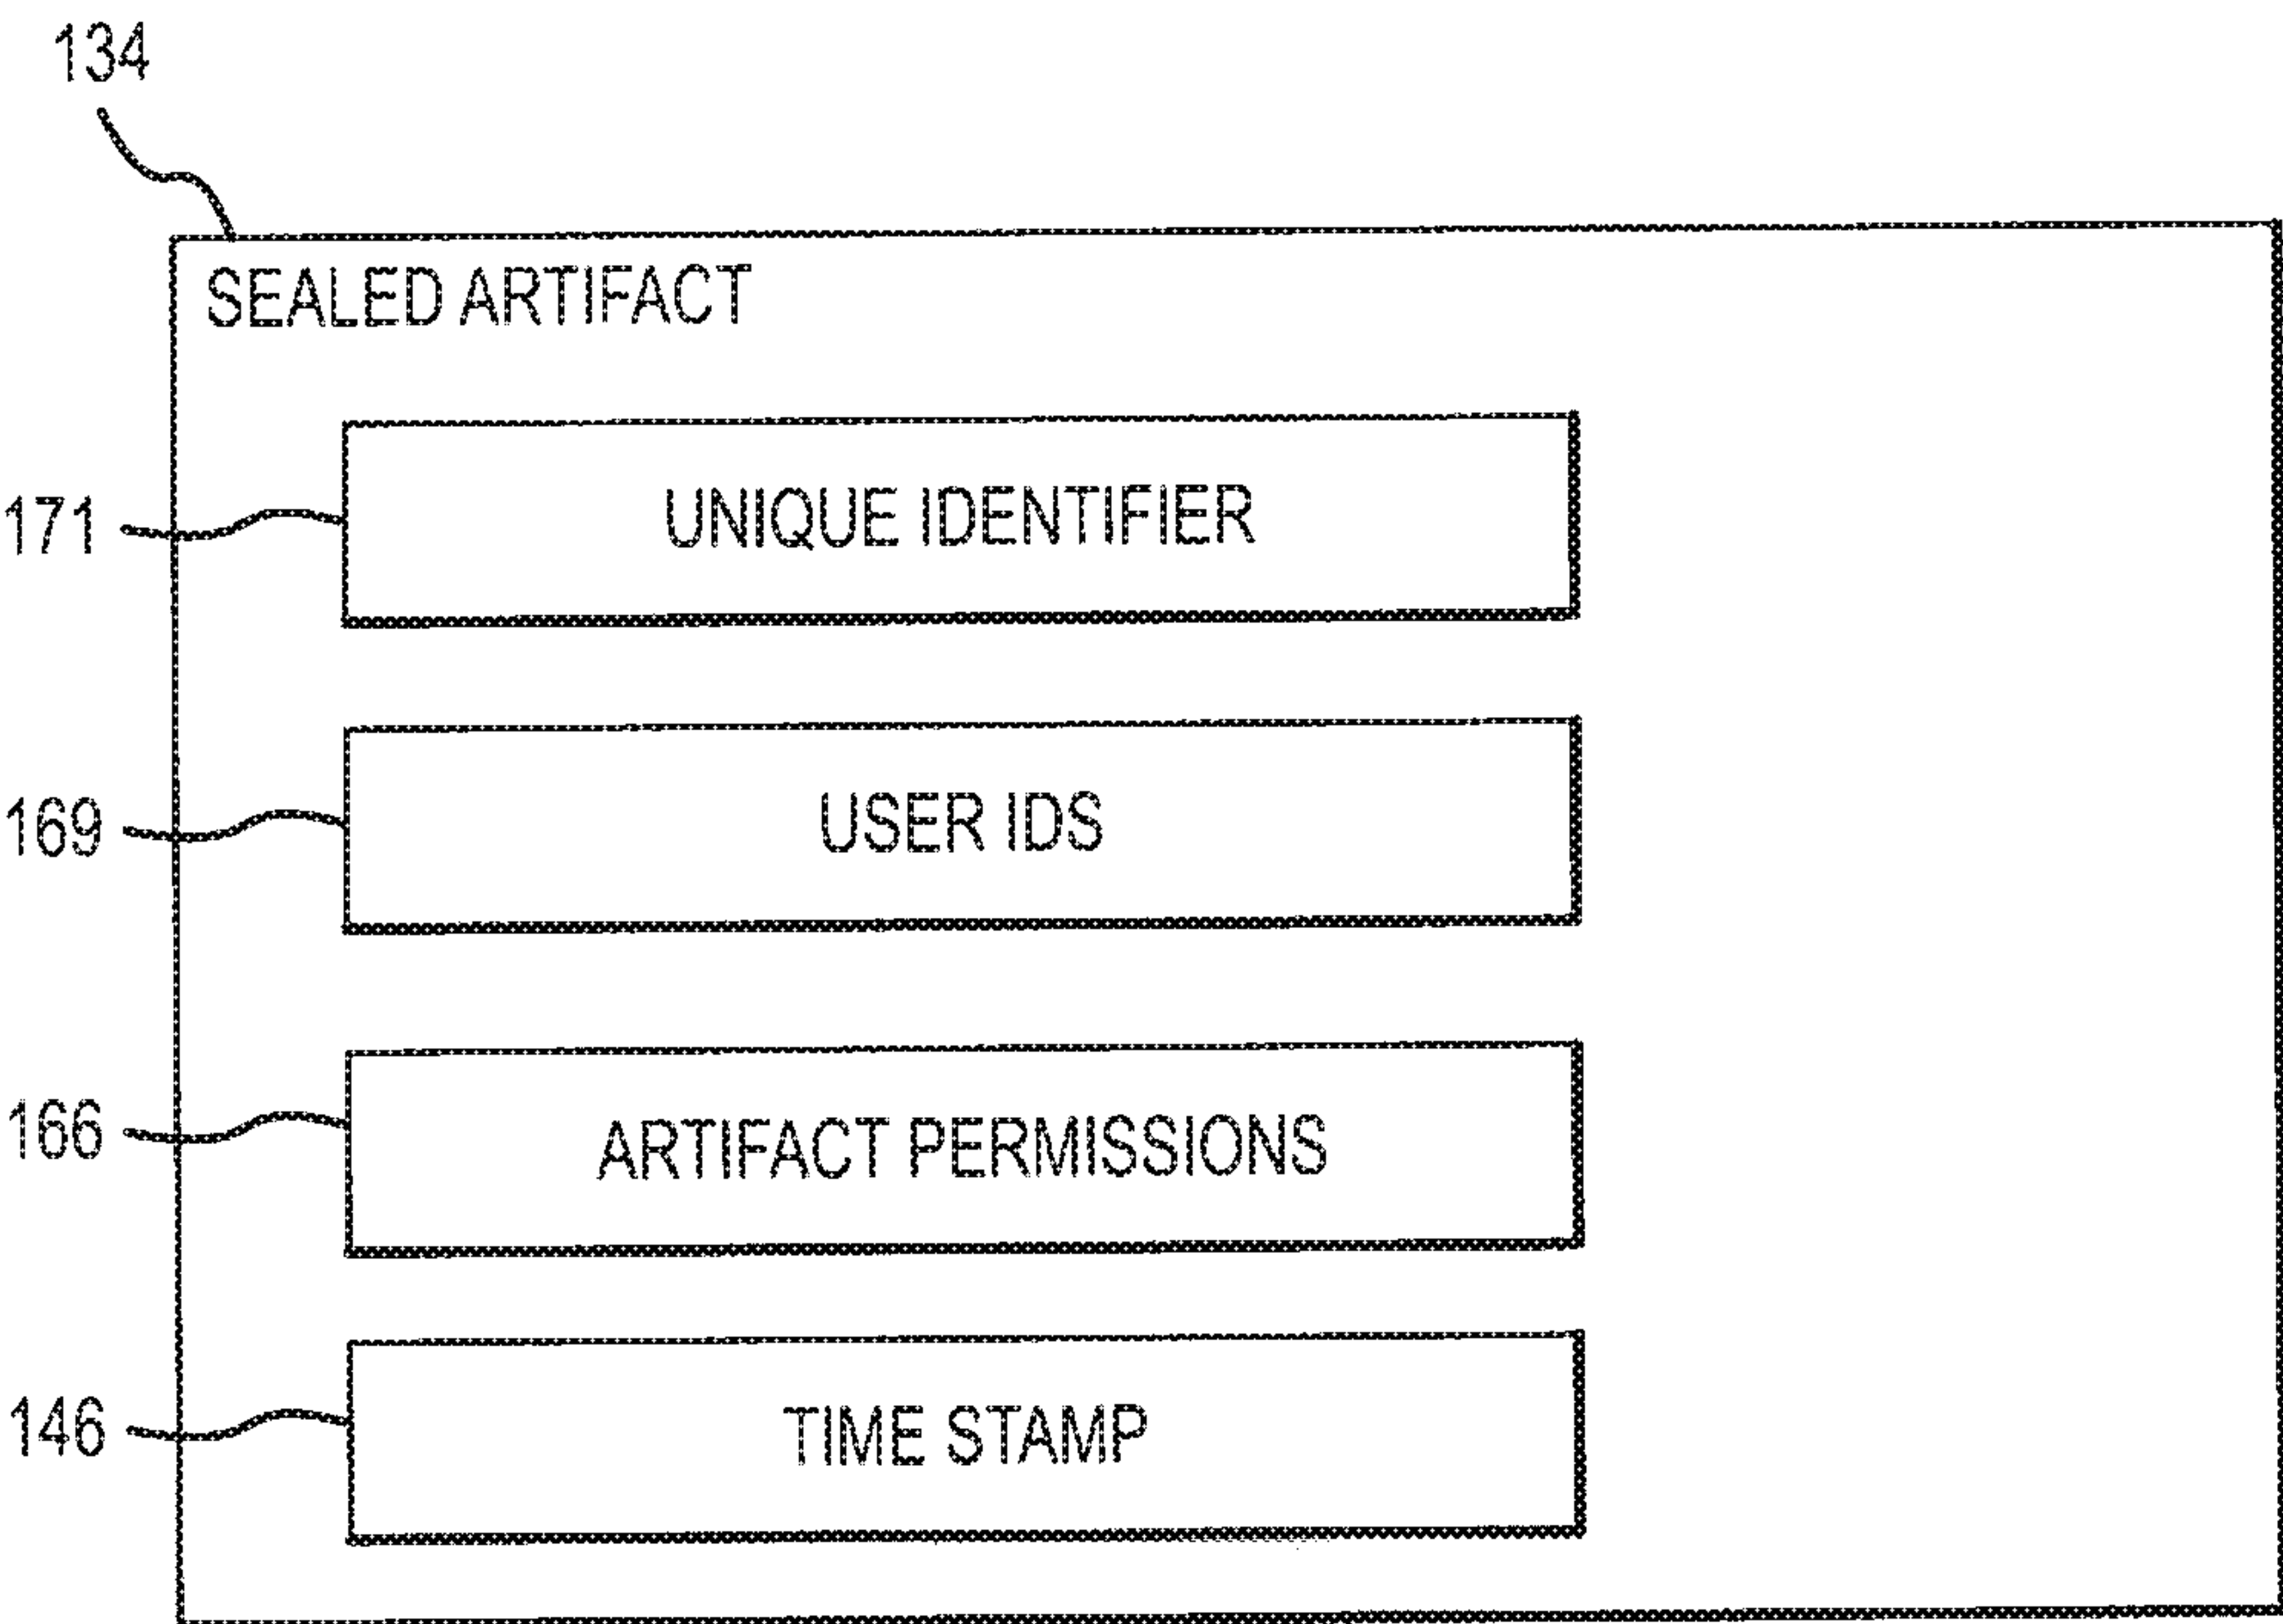 134
SEALED ARTIFACT
171
UNIQUE IDENTIFIER
169
USER IDS
166
ARTIFACT PERMISSIONS
146
TIME STAMP